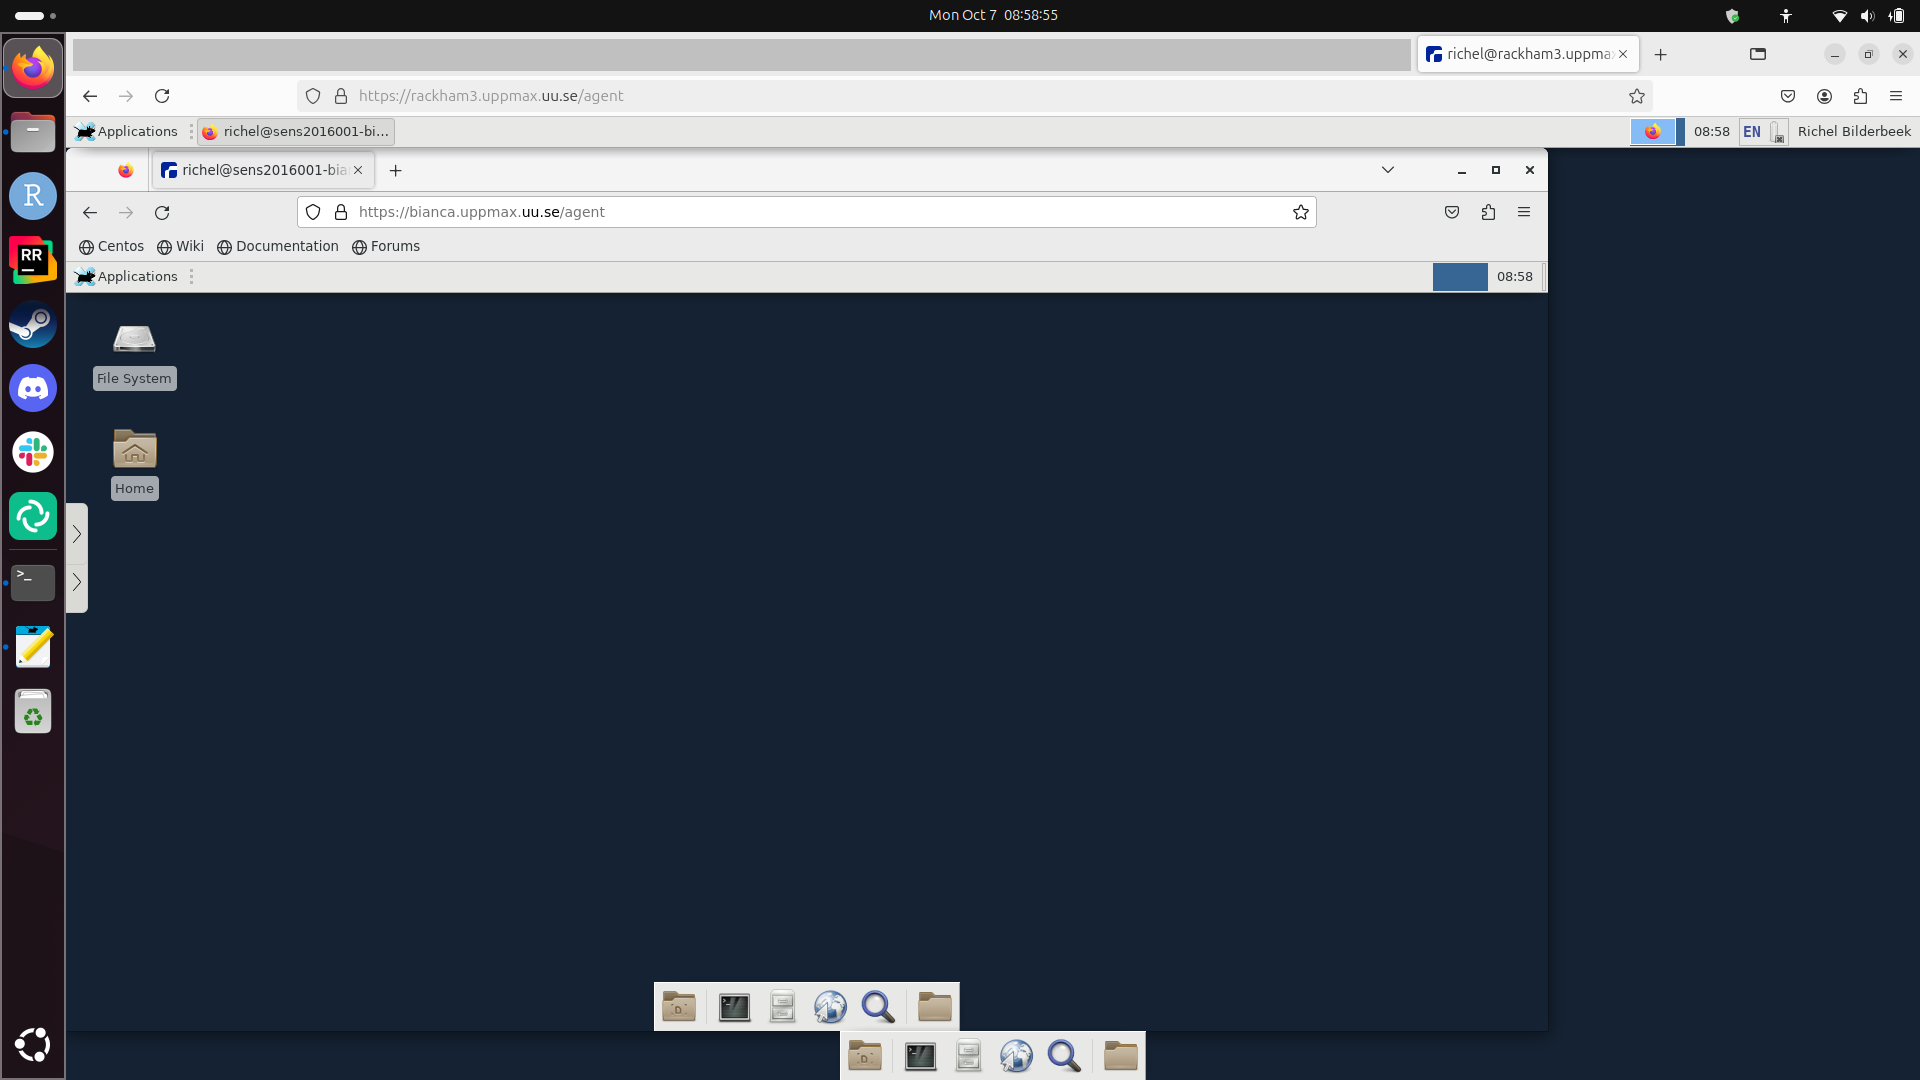 Mon Oct 7 08:58:55
richel@rackham3.uppma
https://rackham3.uppmax.uu.se/agent
Applications
richel@sens2016001-bi...
08:58
EN
Richel Bilderbeek
richel@sens2016001-bia
https://bianca.uppmax.uu.se/agent
Centos
Wiki
Documentation
Forums
Applications
08:58
File System
Home
R
RR
>_